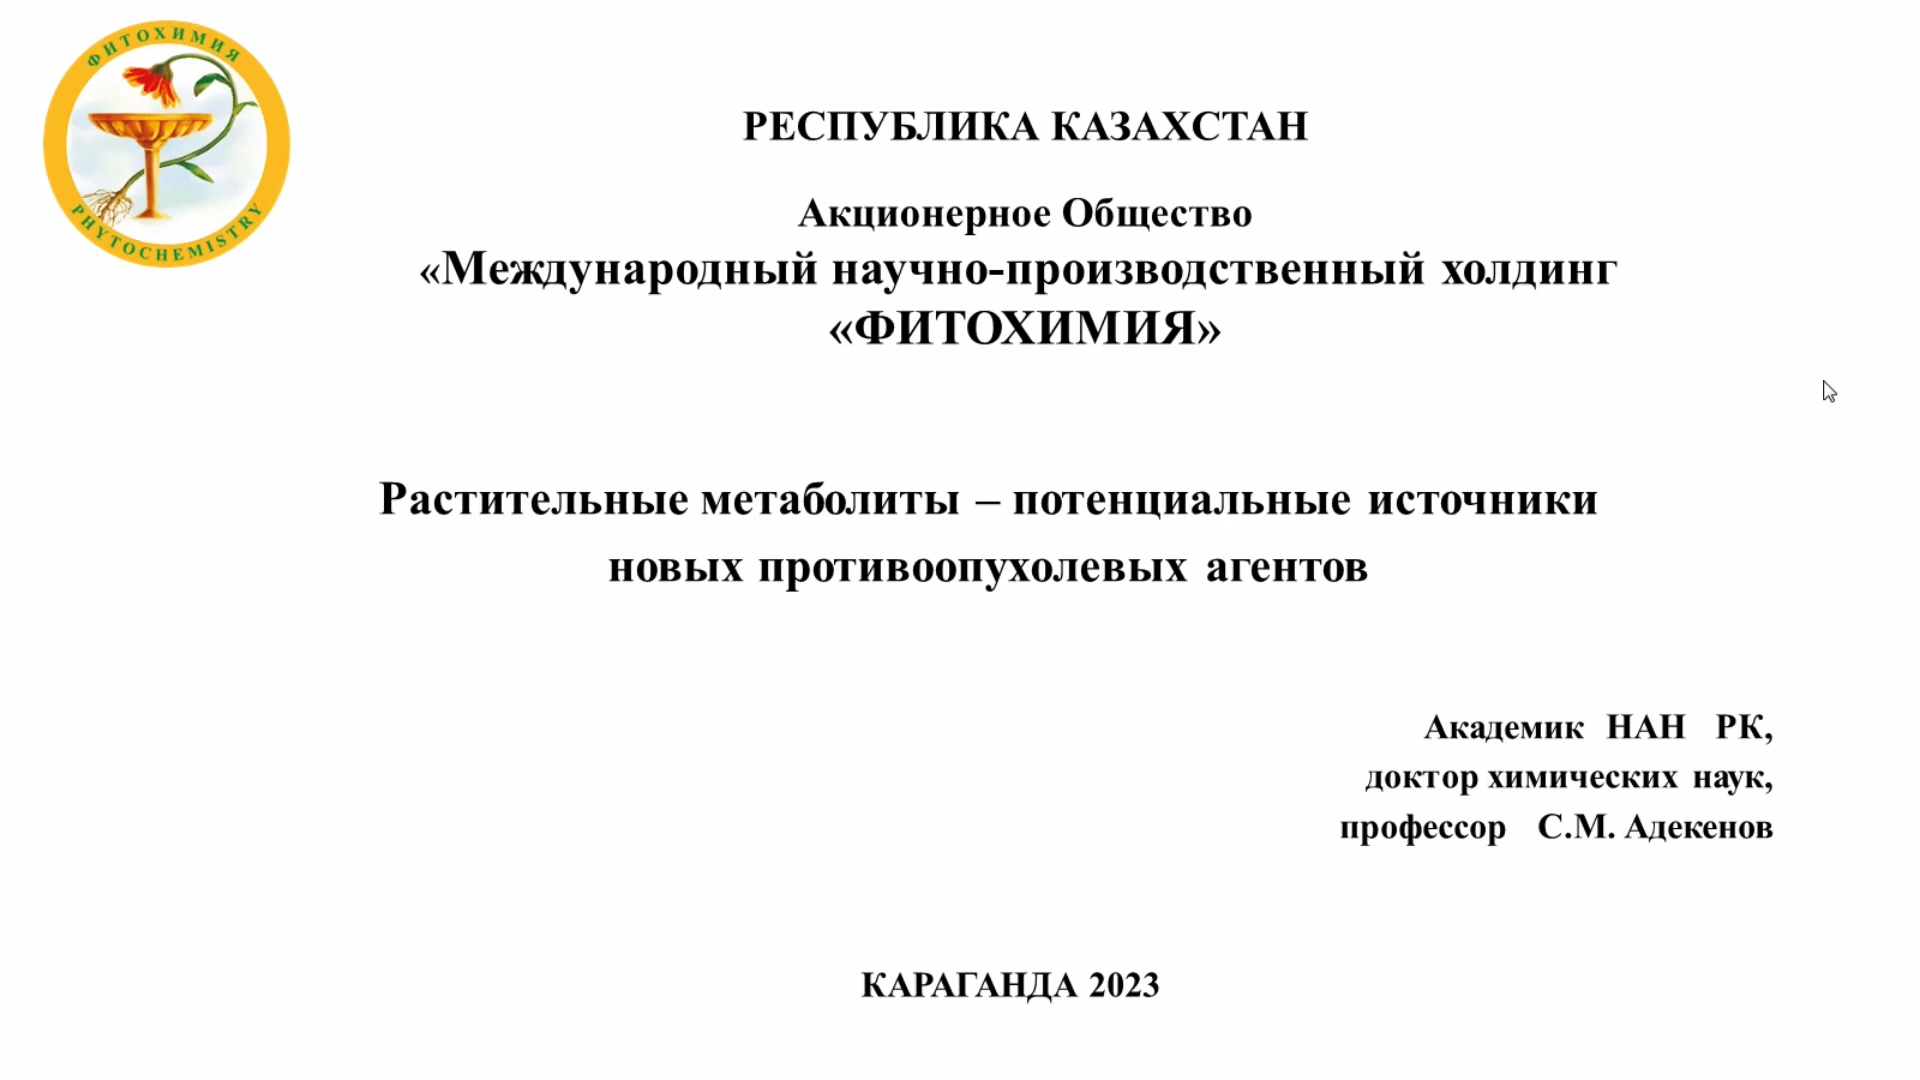 ФИТОХИМИЯ
PHYTOCHEMISTRY
РЕСПУБЛИКА КАЗАХСТАН
Акционерное Общество
«Международный научно-производственный холдинг
«ФИТОХИМИЯ»
Растительные метаболиты – потенциальные источники
новых противоопухолевых агентов
Академик НАН РК,
доктор химических наук,
профессор С.М. Адекенов
КАРАГАНДА 2023